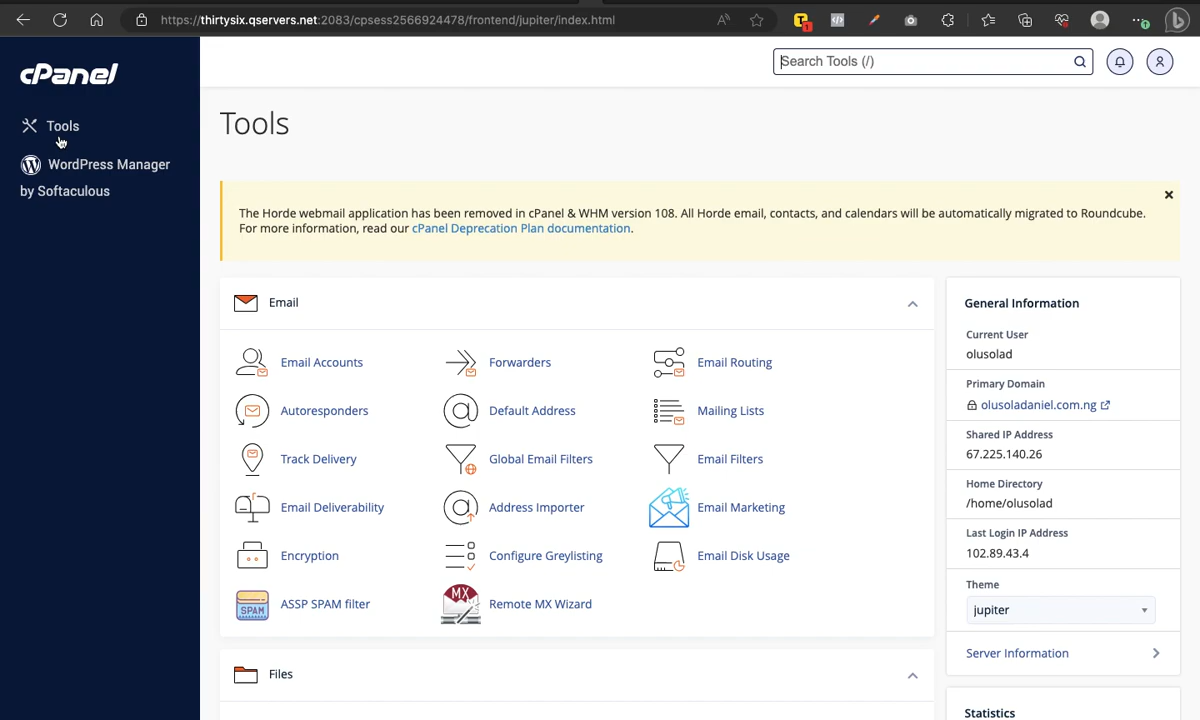 https://thirtysix.qservers.net:2083/cpsess2566924478/frontend/jupiter/index.html
cPanel
Search Tools (/)
Tools
WordPress Manager
by Softaculous
Tools
The Horde webmail application has been removed in cPanel & WHM version 108. All Horde email, contacts, and calendars will be automatically migrated to Roundcube.
For more information, read our cPanel Deprecation Plan documentation.
Email
Email Accounts
Forwarders
Email Routing
Autoresponders
Default Address
Mailing Lists
Track Delivery
Global Email Filters
Email Filters
Email Deliverability
Address Importer
Email Marketing
Encryption
Configure Greylisting
Email Disk Usage
SPAM
ASSP SPAM filter
MX
Remote MX Wizard
Files
General Information
Current User
olusolad
Primary Domain
olusoladaniel.com.ng
Shared IP Address
67.225.140.26
Home Directory
/home/olusolad
Last Login IP Address
102.89.43.4
Theme
jupiter
Server Information
Statistics